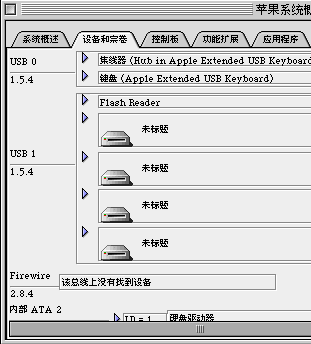 苹果系统概
系统概述 设备和宗卷 控制板 功能扩展 应用程序
USB 0
1.5.4
集线器 (Hub in Apple Extended USB Keyboard
键盘 (Apple Extended USB Keyboard)
USB 1
1.5.4
Flash Reader
未标题
未标题
未标题
未标题
Firewire
2.8.4
该总线上没有找到设备
内部 ATA 2
ID = 1 硬盘驱动器